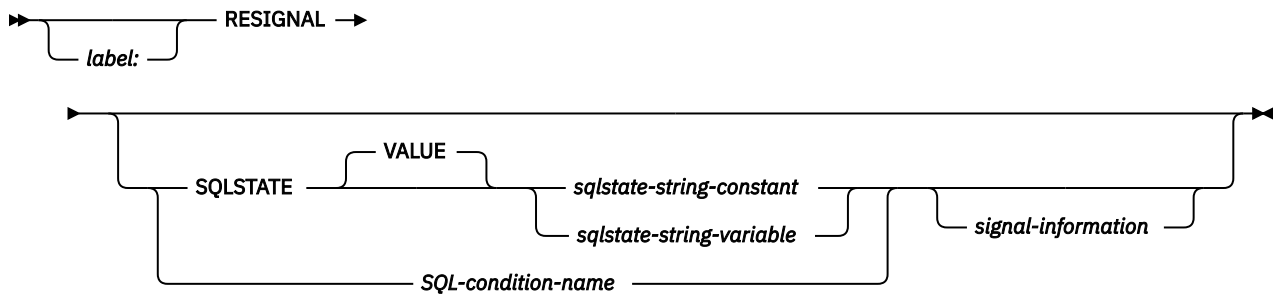 RESIGNAL
label:
VALUE
SQLSTATE sqlstate-string-constant
sqlstate-string-variable signal-information
SQL-condition-name